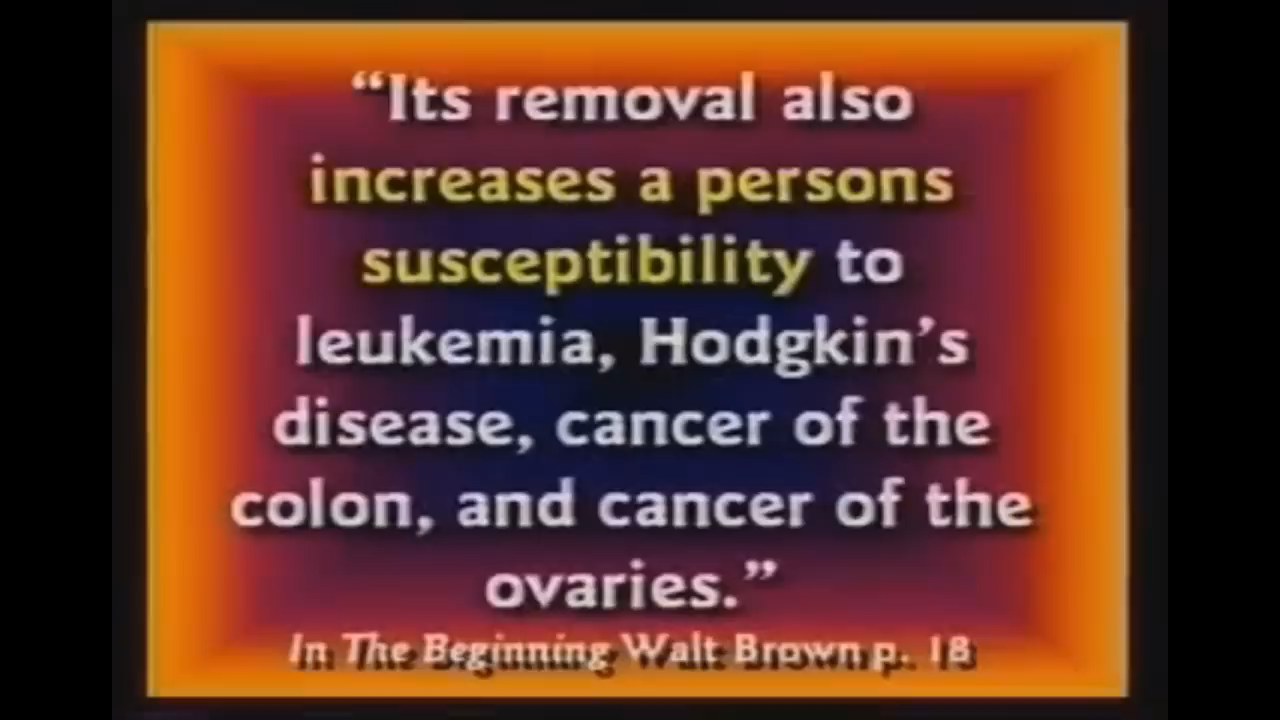 “Its removal also
increases a persons
susceptibility to
leukemia, Hodgkin’s
disease, cancer of the
colon, and cancer of the
ovaries.”
In The Beginning Walt Brown p. 18